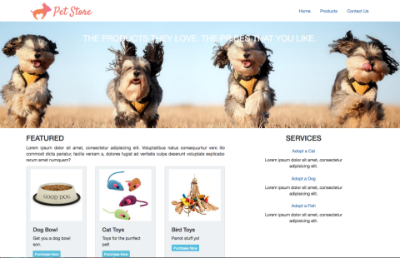 Pet Store
Home Products Contact Us
THE PRODUCTS THEY LOVE. THE PRICES THAT YOU LIKE.
FEATURED
Lorem ipsum dolor sit amet, consectetur adipisicing elit. Voluptatibus natus consequuntur nam illo
commodi dicta pariatur, facilis veniam a, dolores fugiat ad veritatis culpa deserunt voluptate explicabo
rerum amet numquam?
SERVICES
Adopt a Cat
Lorem ipsum dolor sit amet, consectetur
adipisicing elit.
Adopt a Dog
Lorem ipsum dolor sit amet, consectetur
adipisicing elit.
Adopt a Fish
Lorem ipsum dolor sit amet, consectetur
adipisicing elit.
GOOD DOG
Dog Bowl
Get you a dog bowl
son.
Purchase Now
Cat Toys
Toys for the purrfect
pet!
Purchase Now
Bird Toys
Parrot stuff yo!
Purchase Now